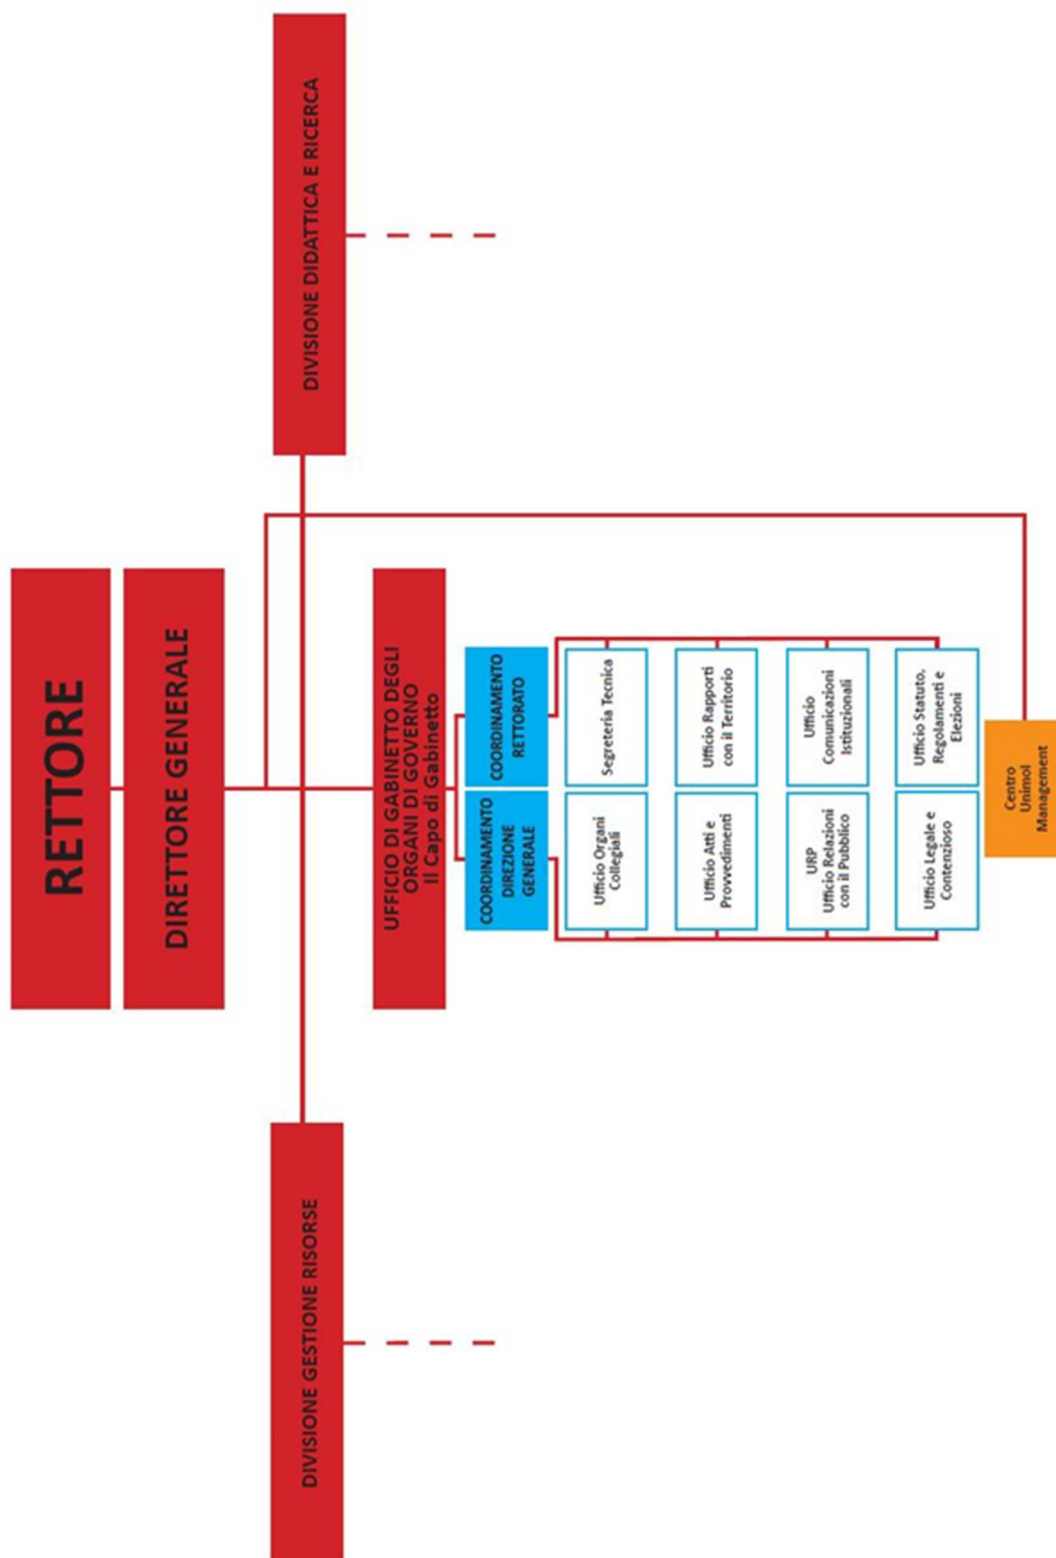 RETTORE
DIRETTORE GENERALE
DIVISIONE GESTIONE RISORSE
DIVISIONE DIDATTICA E RICERCA
UFFICIO DI GABINETTO DEGLI
ORGANI DI GOVERNO
Il Capo di Gabinetto
COORDINAMENTO
DIREZIONE
GENERALE
COORDINAMENTO
RETTORATO
Ufficio Organi
Collegiali
Segreteria Tecnica
Ufficio Atti e
Provvedimenti
Ufficio Rapporti
con il Territorio
URP
Ufficio Relazioni
con il Pubblico
Ufficio
Comunicazioni
Istituzionali
Ufficio Legale e
Contenzioso
Ufficio Statuto,
Regolamenti e
Elezioni
Centro
Unimol
Management